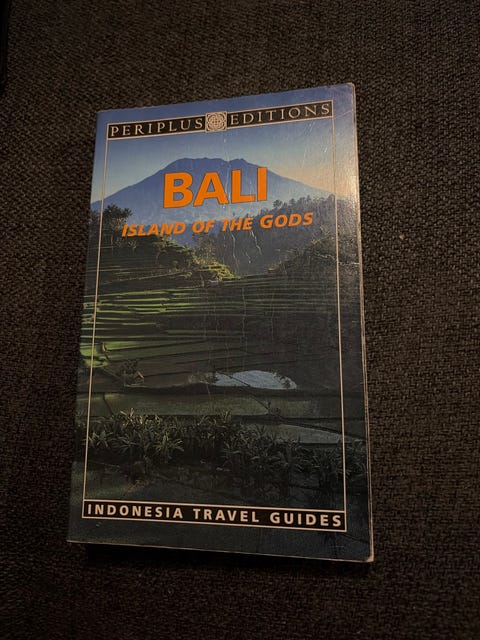 PERIPLUS EDITIONS
BALI
ISLAND OF THE GODS
INDONESIA TRAVEL GUIDES